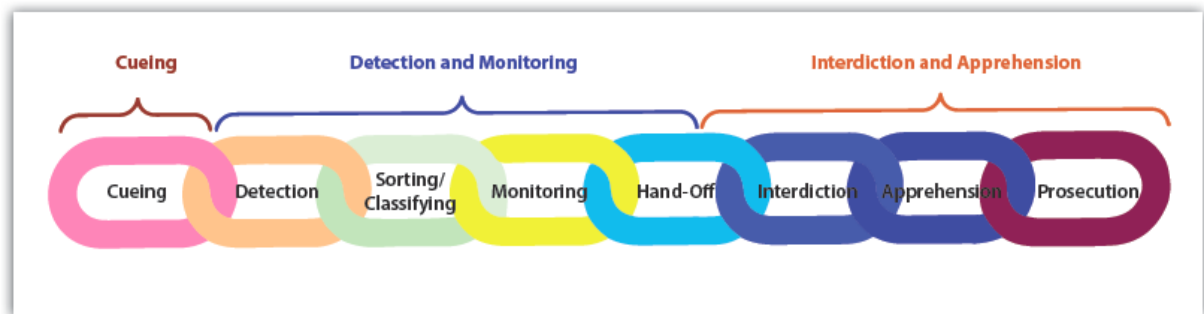 Cueing
Detection and Monitoring
Interdiction and Apprehension
Cueing
Detection
Sorting/
Classifying
Monitoring
Hand-Off
Interdiction
Apprehension
Prosecution